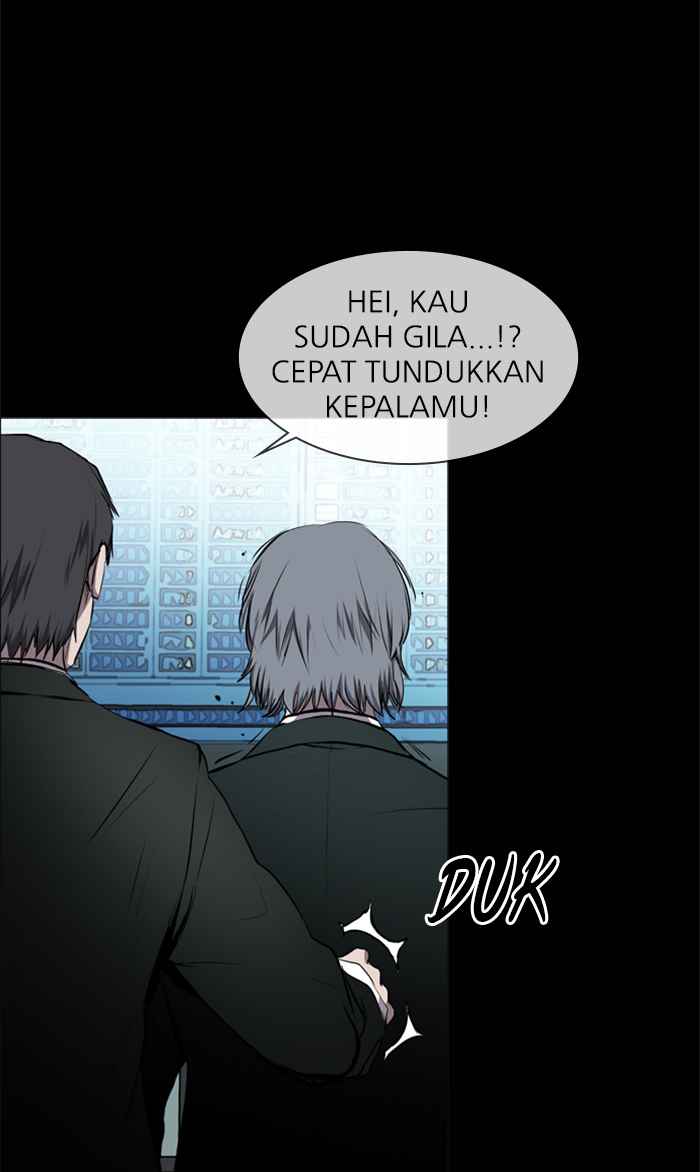 HEI, KAU
SUDAH GILA...!?
CEPAT TUNDUKKAN
KEPALAMU!
DUK